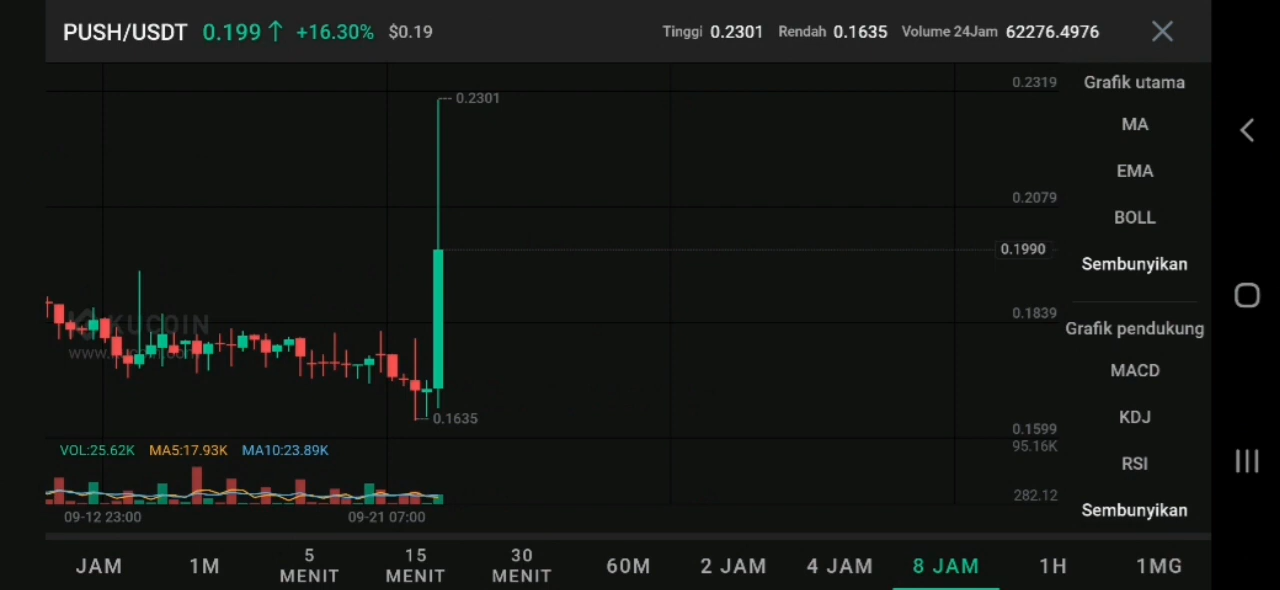 PUSH/USDT 0.199↑ +16.30% $0.19 Tinggi 0.2301 Rendah 0.1635 Volume 24Jam 62276.4976
0.2319 Grafik utama
0.2301
MA
EMA
0.2079
BOLL
0.1990
Sembunyikan
0.1839
KUCOIN
Grafik pendukung
MACD
0.1635
KDJ
0.1599
95.16K
VOL:25.62K MA5:17.93K MA10:23.89K
RSI
282.12
Sembunyikan
09-12 23:00 09-21 07:00
JAM 1M 5 MENIT 15 MENIT 30 MENIT 60M 2 JAM 4 JAM 8 JAM 1H 1MG